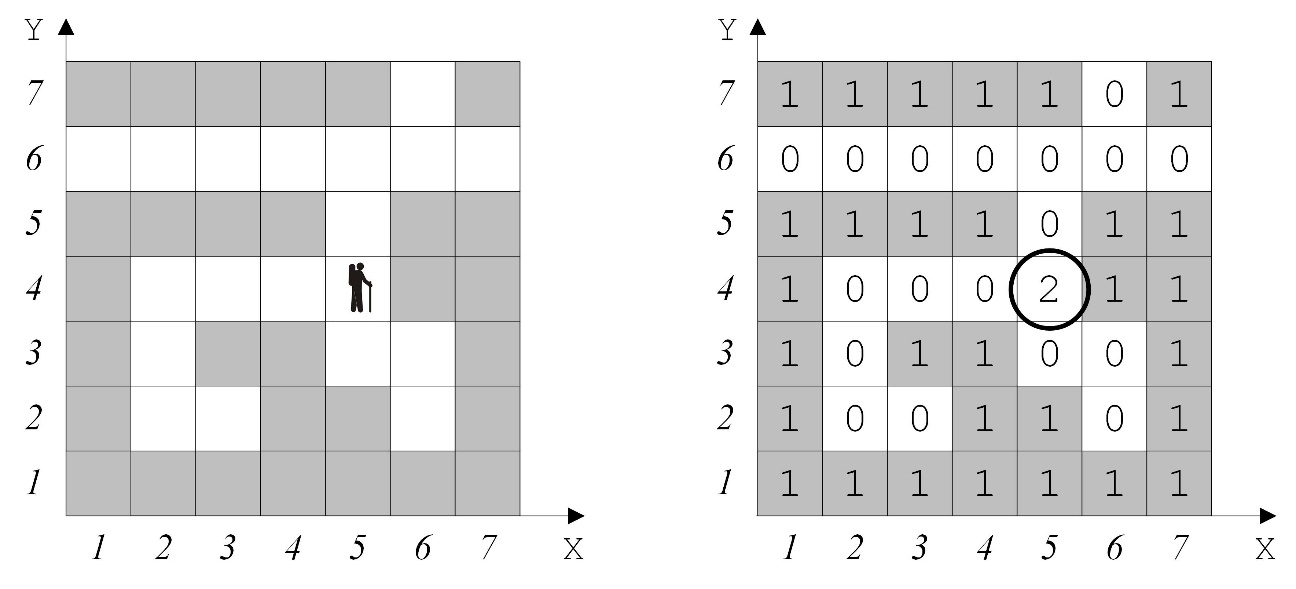 Y Y
7 7 1 1 1 1 1 0 1
6 6 0 0 0 0 0 0 0
5 5 1 1 1 1 0 1 1
4 4 1 0 0 0 2 1 1
3 3 1 0 1 1 0 0 1
2 2 1 0 0 1 1 0 1
1 1 1 1 1 1 1 1 1
1 2 3 4 5 6 7 X 1 2 3 4 5 6 7 X